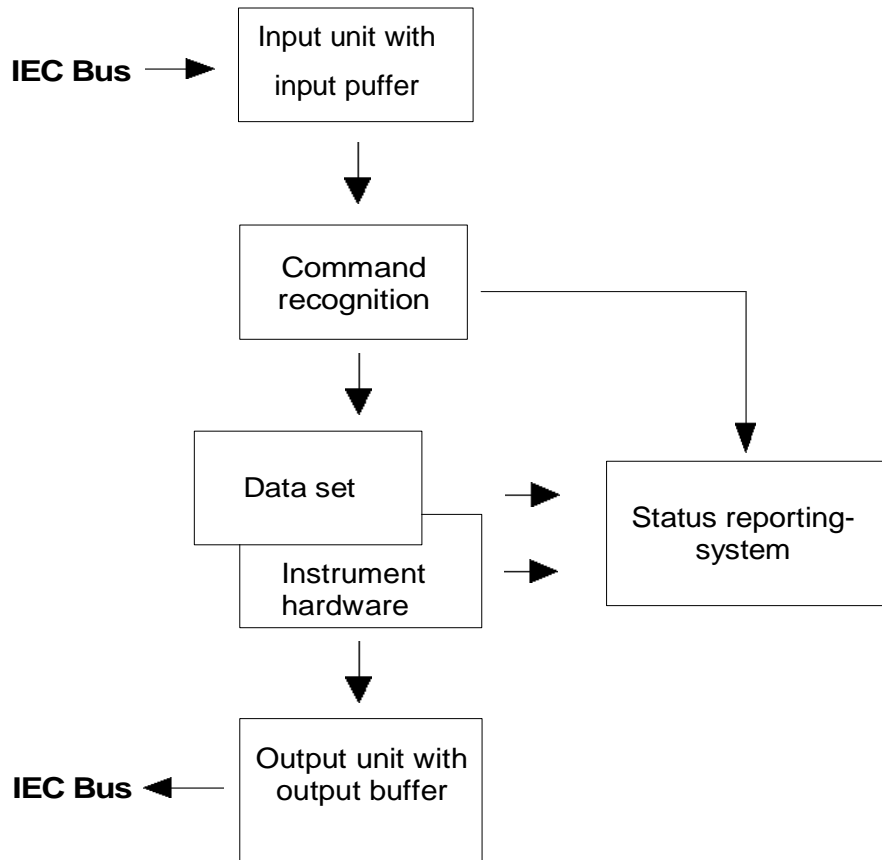 Input unit with
IEC Bus
input puffer
Command
recognition
Data set
Status reporting-
system
Instrument
hardware
Output unit with
IEC Bus
output buffer